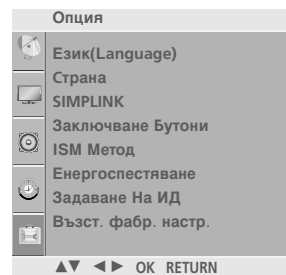 Опция
Език(Language)
Страна
SIMPLINK
Заключване Бутони
ISM Метод
Енергоспестяване
Задаване На ИД
Възст. фабр. настр.
▲▼ ◄► OK RETURN